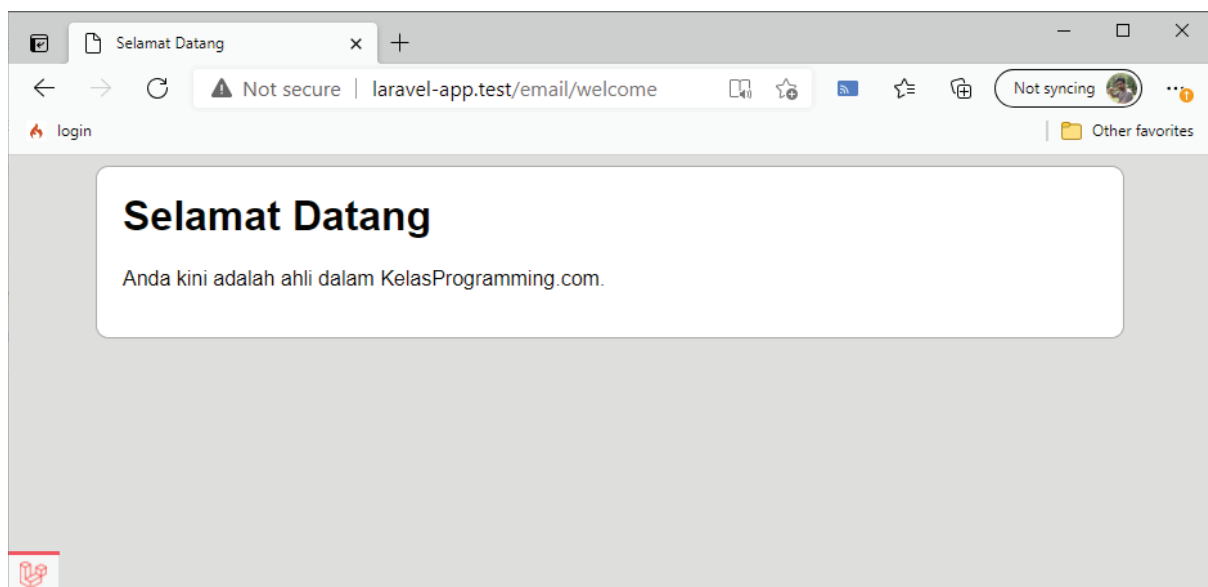 Selamat Datang
Not secure | laravel-app.test/email/welcome
Not syncing
login
Other favorites
Selamat Datang
Anda kini adalah ahli dalam KelasProgramming.com.